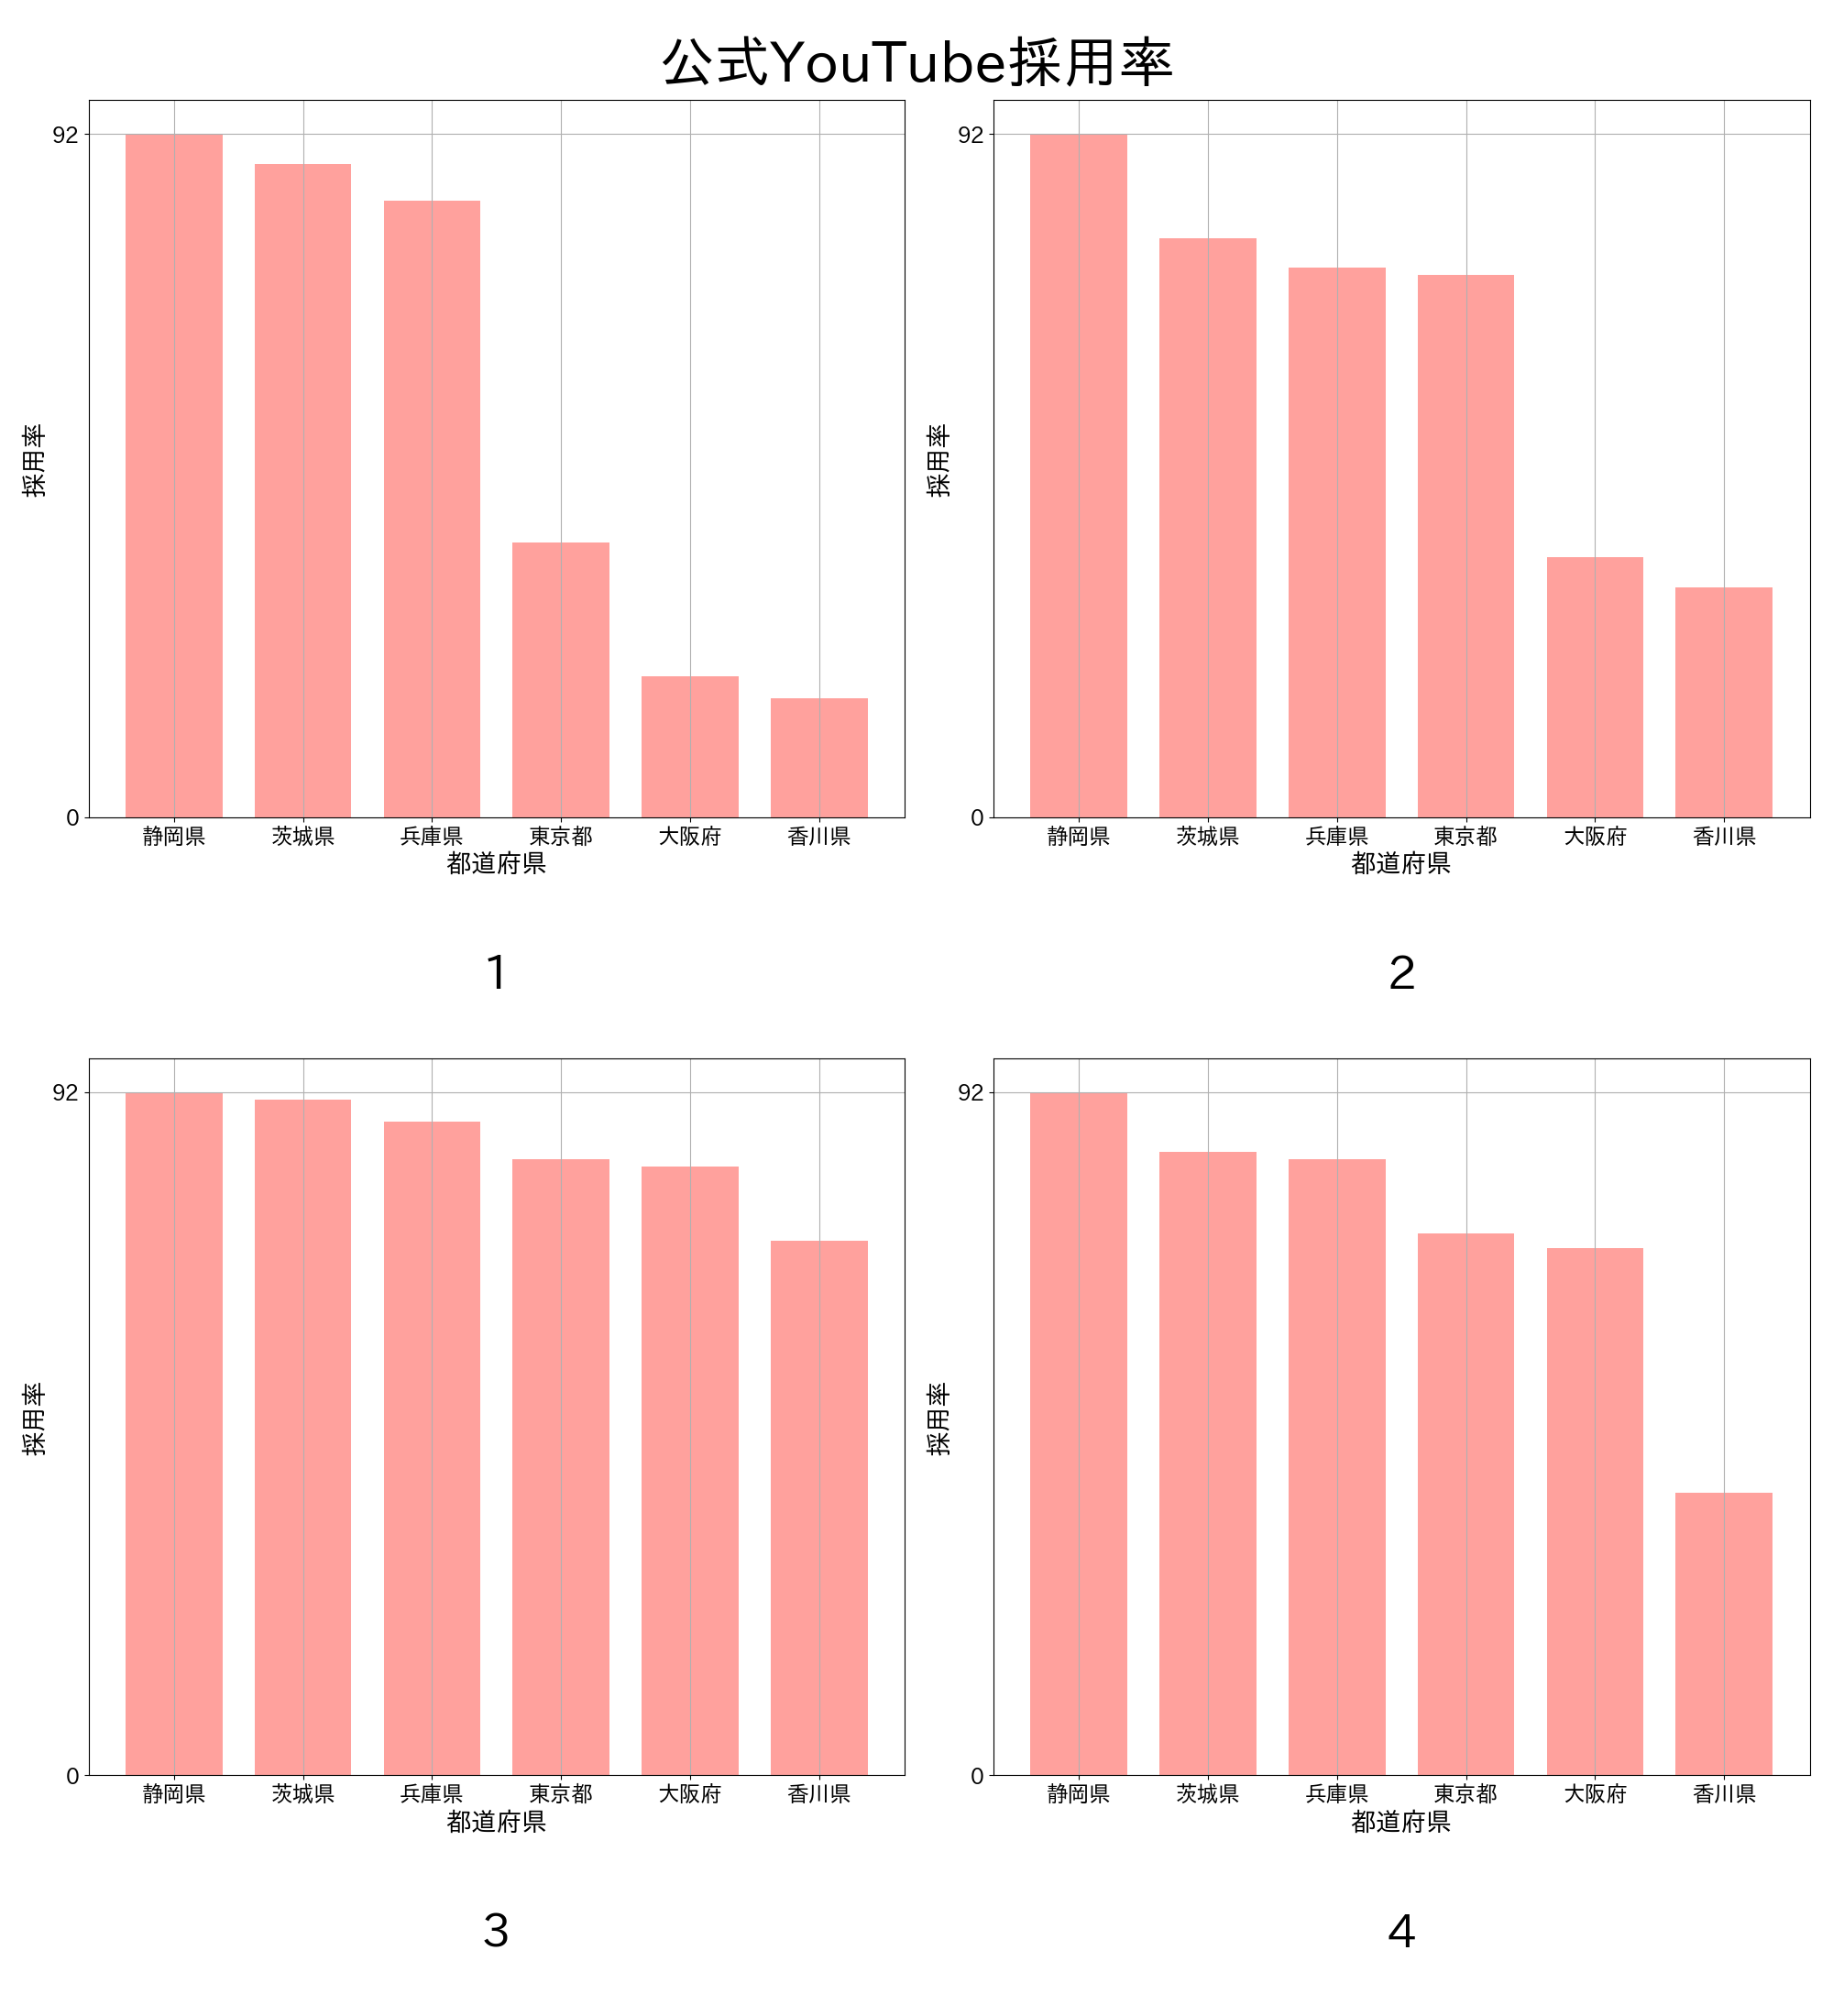 公式YouTube採用率
92
0
採用率
静岡県 茨城県 兵庫県 東京都 大阪府 香川県
都道府県
1
92
0
採用率
静岡県 茨城県 兵庫県 東京都 大阪府 香川県
都道府県
2
92
0
採用率
静岡県 茨城県 兵庫県 東京都 大阪府 香川県
都道府県
3
92
0
採用率
静岡県 茨城県 兵庫県 東京都 大阪府 香川県
都道府県
4